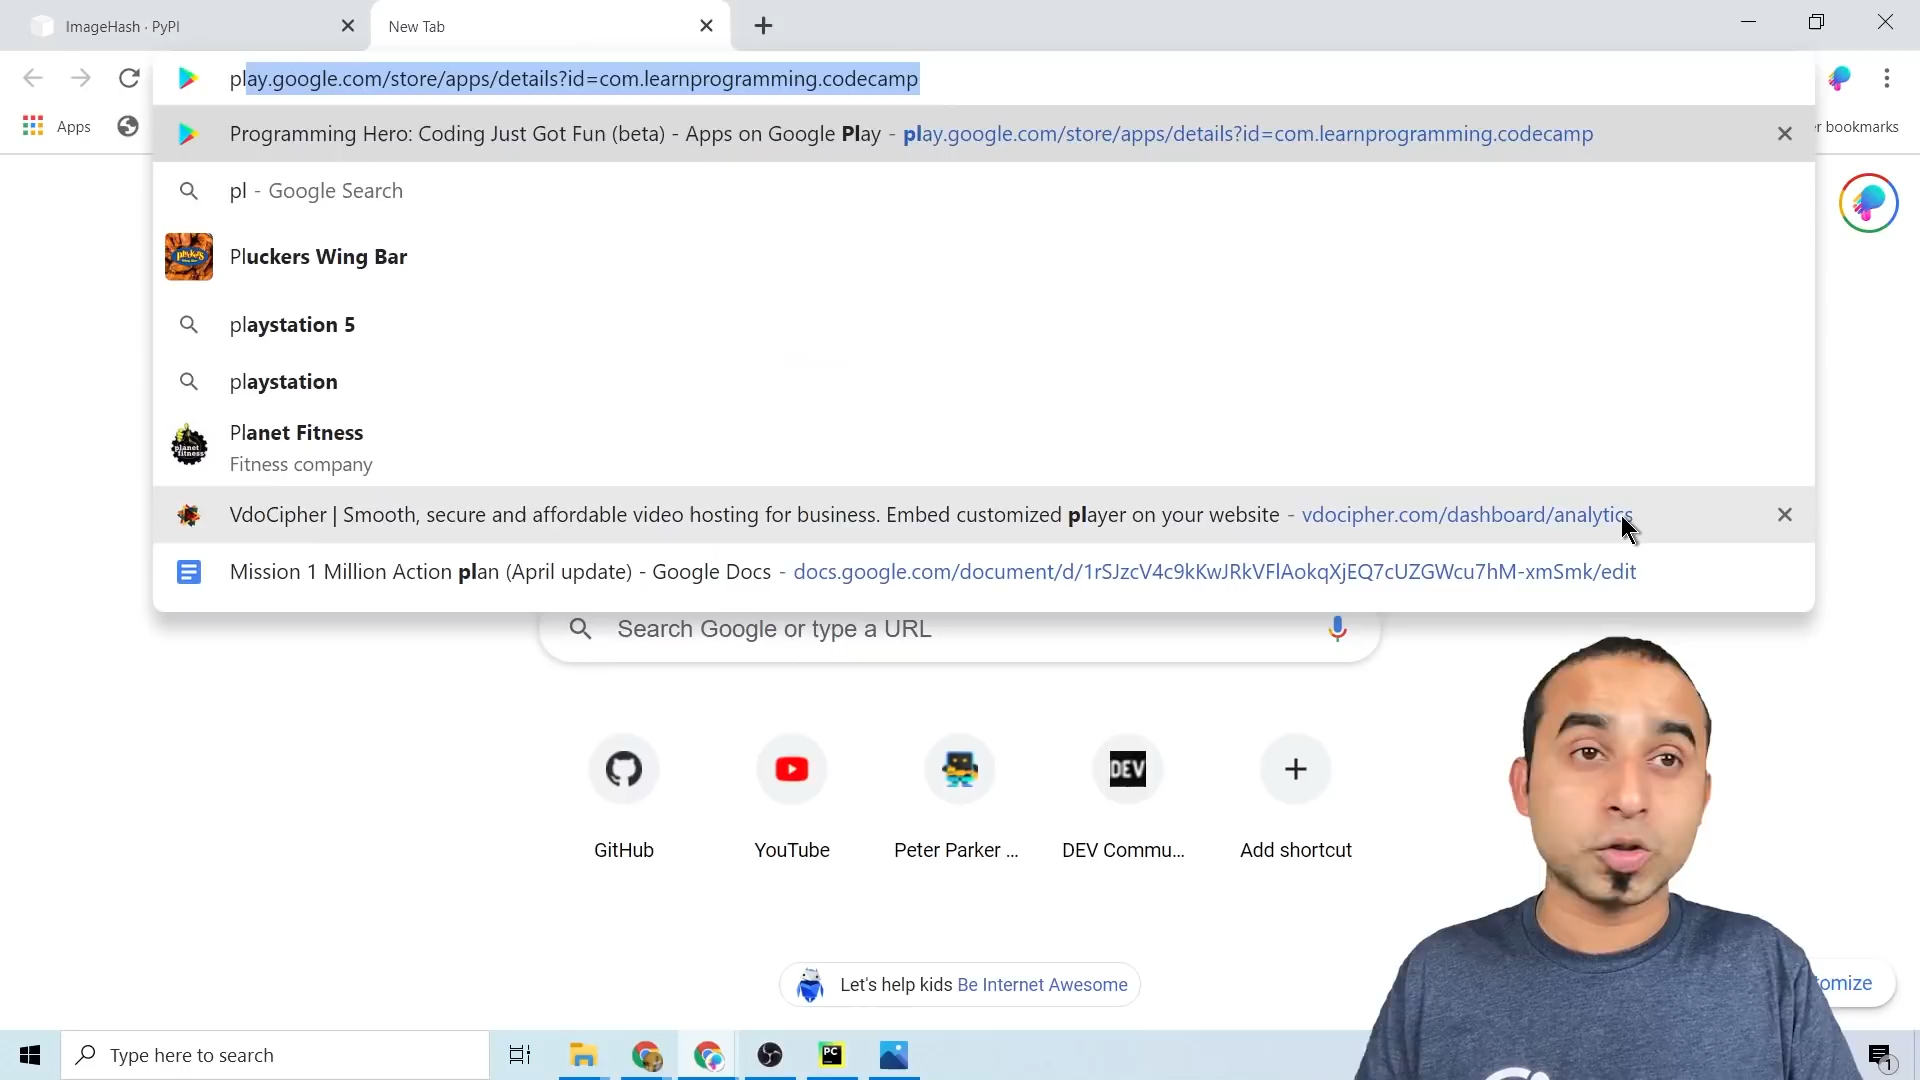 ImageHash · PyPI
New Tab
play.google.com/store/apps/details?id=com.learnprogramming.codecamp
Apps
r bookmarks
Programming Hero: Coding Just Got Fun (beta) - Apps on Google Play - play.google.com/store/apps/details?id=com.learnprogramming.codecamp
pl - Google Search
Pluckers Wing Bar
playstation 5
playstation
Planet Fitness
Fitness company
VdoCipher | Smooth, secure and affordable video hosting for business. Embed customized player on your website - vdocipher.com/dashboard/analytics
Mission 1 Million Action plan (April update) - Google Docs - docs.google.com/document/d/1rSJzcV4c9kKwJRkVFlAokqXjEQ7cUZGWcu7hM-xmSmk/edit
Search Google or type a URL
DEV
GitHub
YouTube
Peter Parker ...
DEV Commu...
Add shortcut
Let's help kids Be Internet Awesome
omize
Type here to search
PC
1